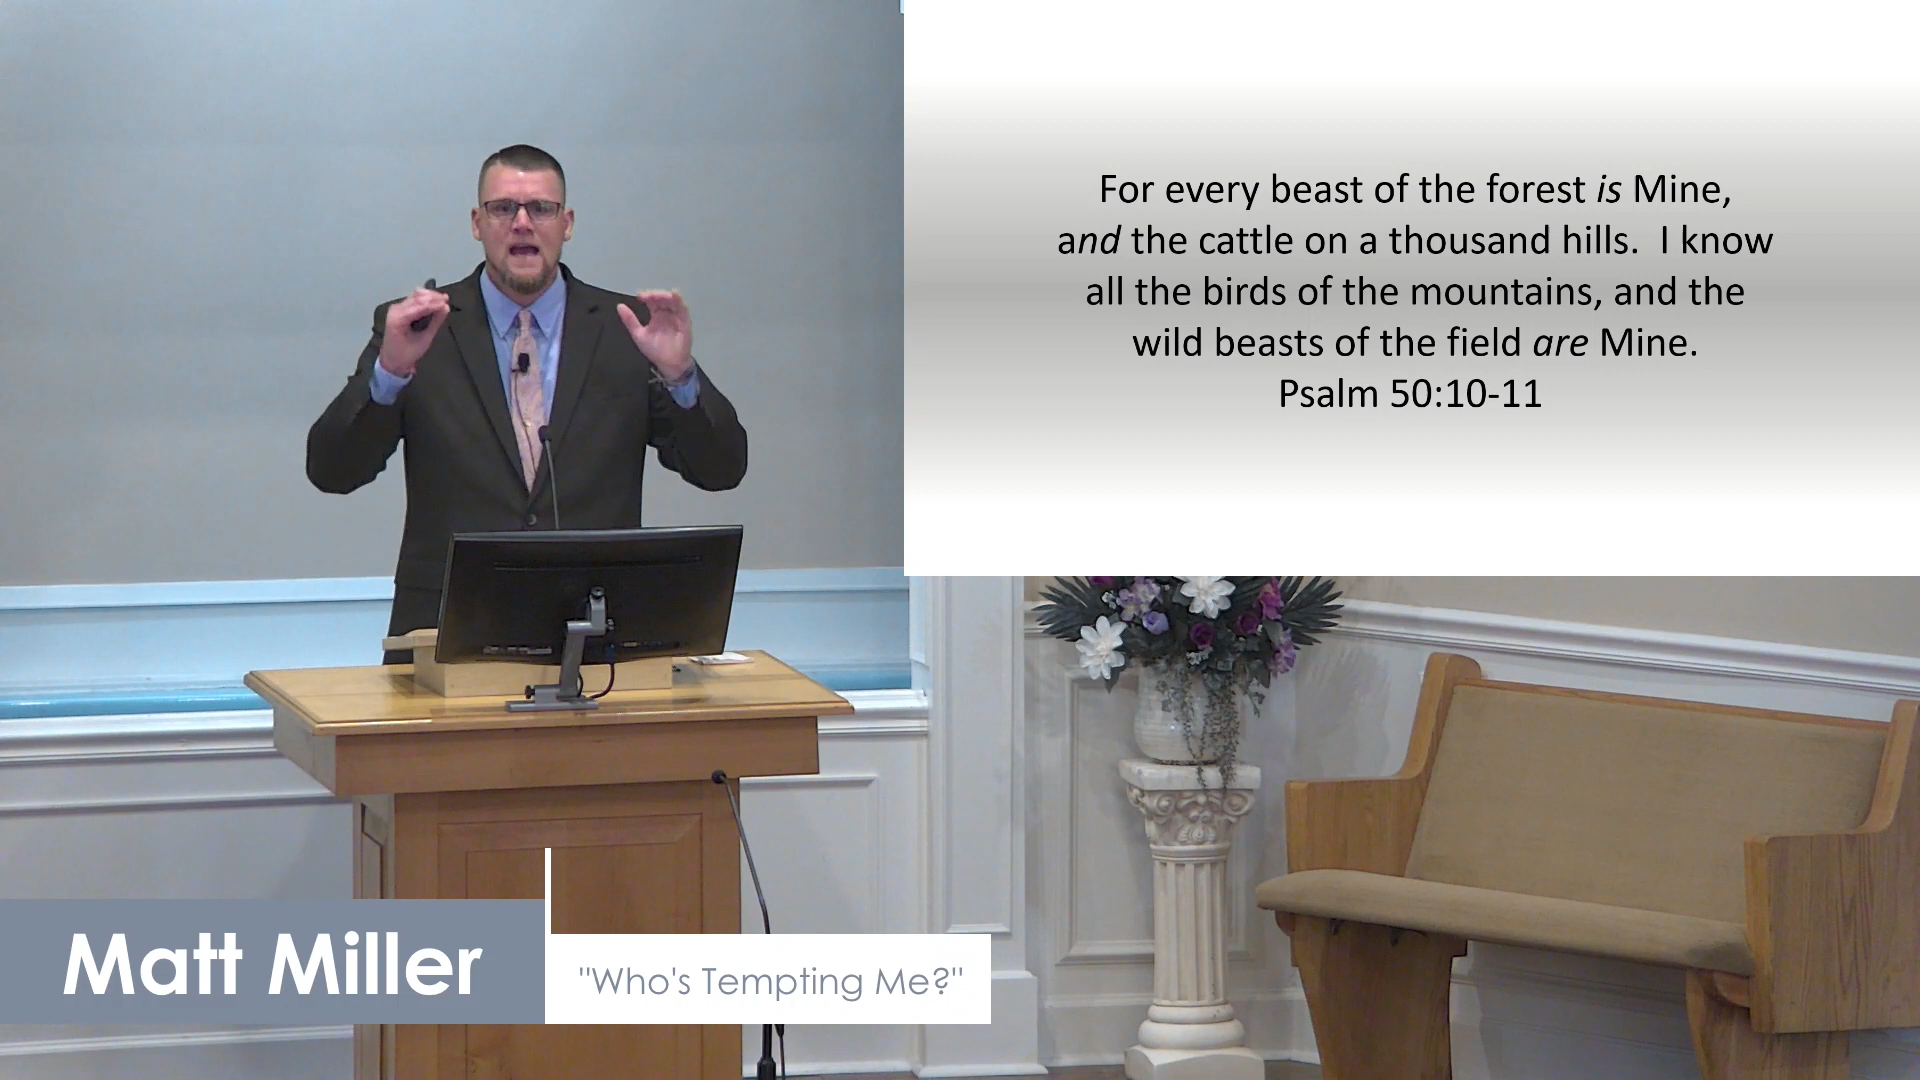 For every beast of the forest is Mine,
and the cattle on a thousand hills.  I know
all the birds of the mountains, and the
wild beasts of the field are Mine.
Psalm 50:10-11
Matt Miller
"Who's Tempting Me?"